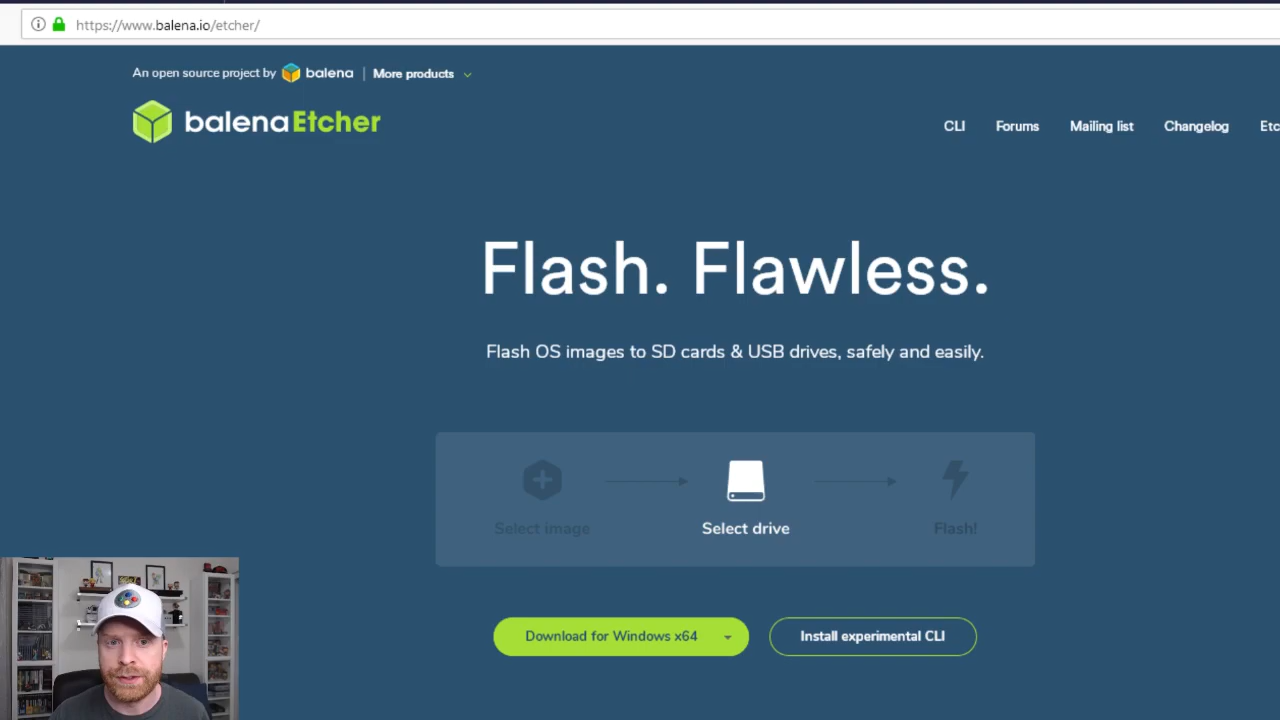 https://www.balena.io/etcher/
An open source project by balena | More products
balenaEtcher
CLI Forums Mailing list Changelog Etc
Flash. Flawless.
Flash OS images to SD cards & USB drives, safely and easily.
Select image Select drive Flash!
Download for Windows x64 Install experimental CLI